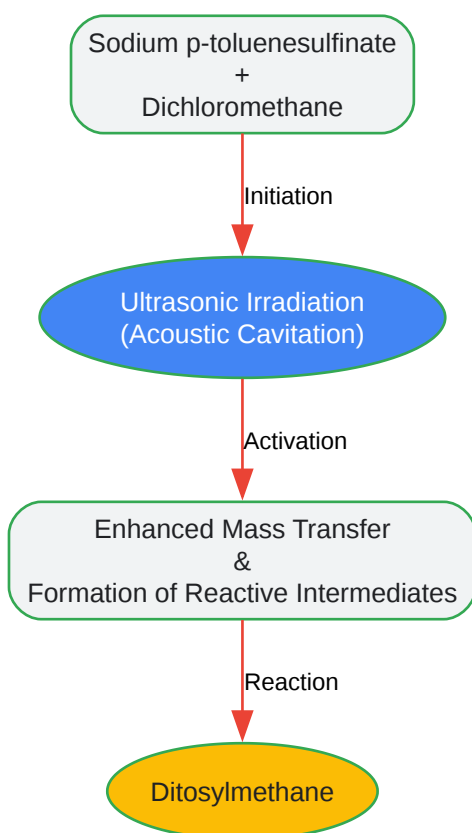 Sodium p-toluenesulfinate
+
Dichloromethane
Initiation
Ultrasonic Irradiation
(Acoustic Cavitation)
Activation
Enhanced Mass Transfer
&
Formation of Reactive Intermediates
Reaction
Ditosylmethane